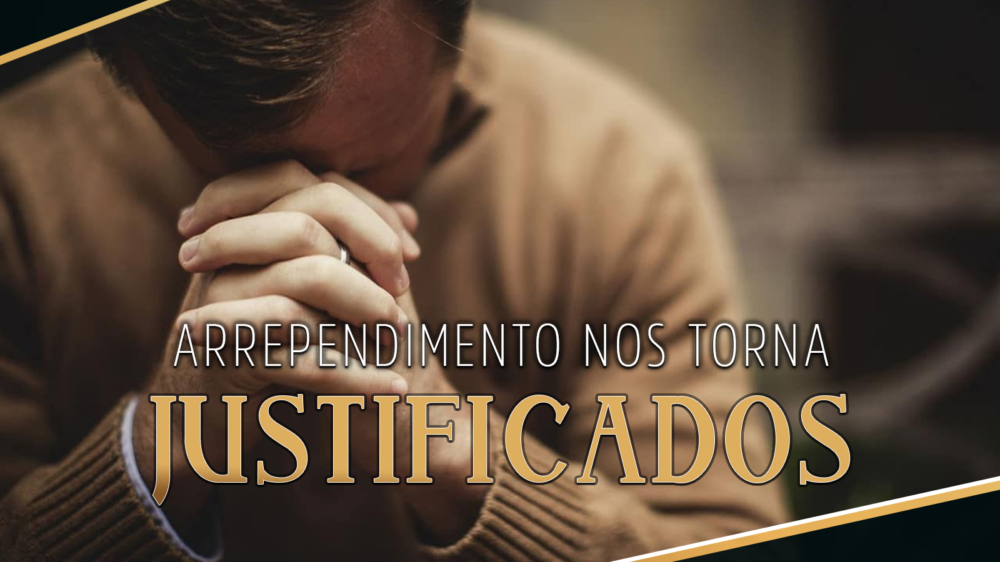 ARREPENDIMENTO NOS TORNA
JUSTIFICADOS